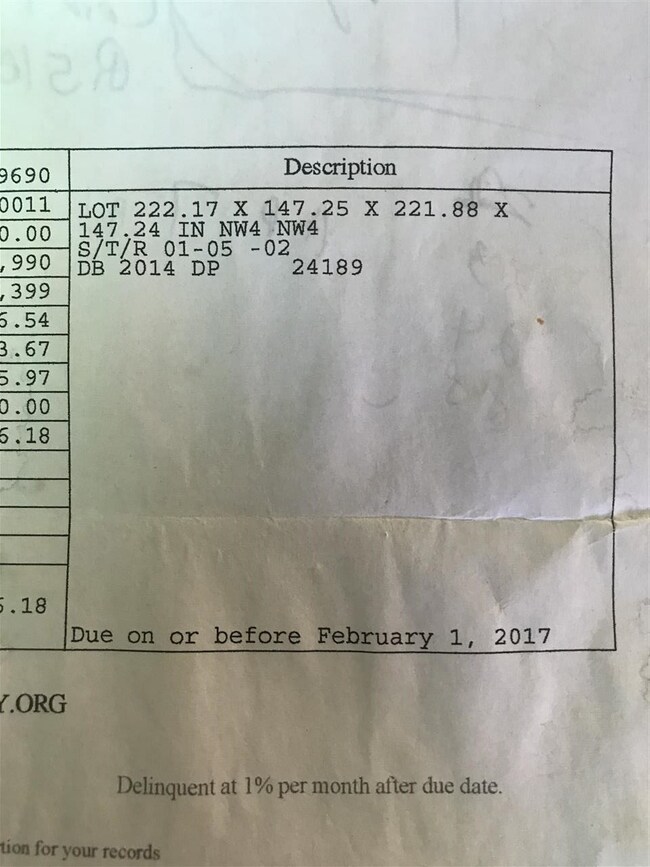 Description
9690
0011
0.00
,990
,399
6.54
3.67
5.97
0.00
6.18
LOT 222.17 X 147.25 X 221.88 X
147.24 IN NW4 NW4
S/T/R 01-05 -02
DB 2014 DP 24189
5.18
Due on or before February 1, 2017
Y.ORG
Delinquent at 1% per month after due date.
tion for your records